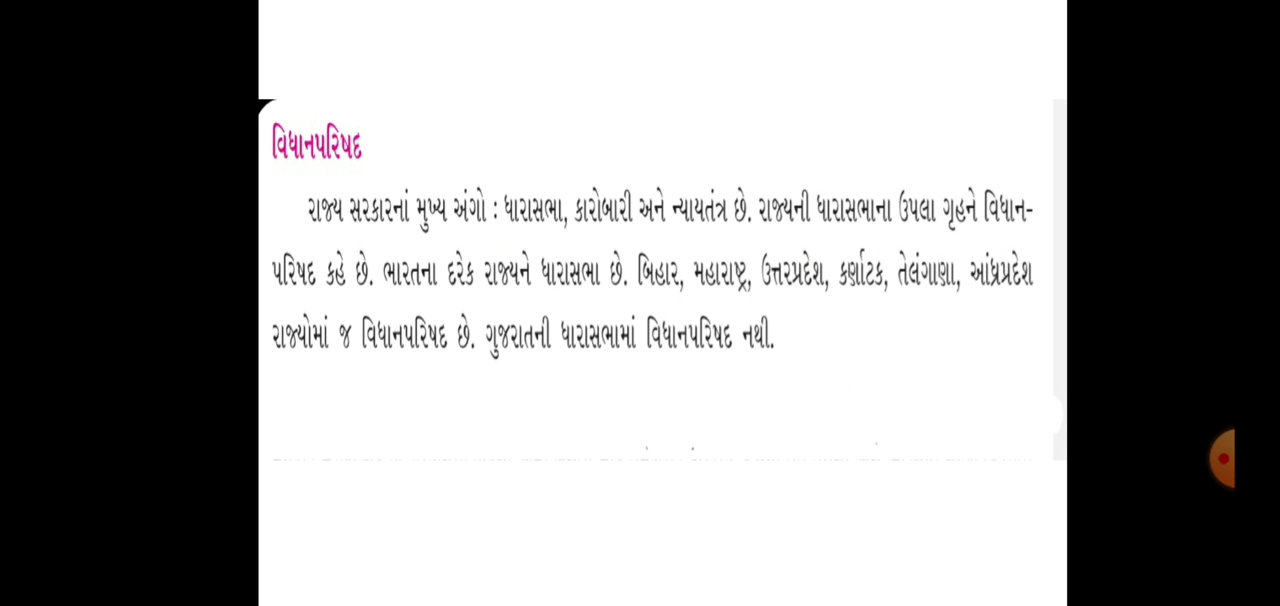 વિધાનપરિષદ
રાજ્ય સરકારનાં મુખ્ય અંગો : ધારાસભા, કારોબારી અને ન્યાયતંત્ર છે. રાજ્યની ધારાસભાના ઉપલા ગૃહને વિધાન-
પરિષદ કહે છે. ભારતના દરેક રાજ્યને ધારાસભા છે. બિહાર, મહારાષ્ટ્ર, ઉત્તરપ્રદેશ, કર્ણાટક, તેલંગાણા, આંધ્રપ્રદેશ
રાજ્યોમાં જ વિધાનપરિષદ છે. ગુજરાતની ધારાસભામાં વિધાનપરિષદ નથી.